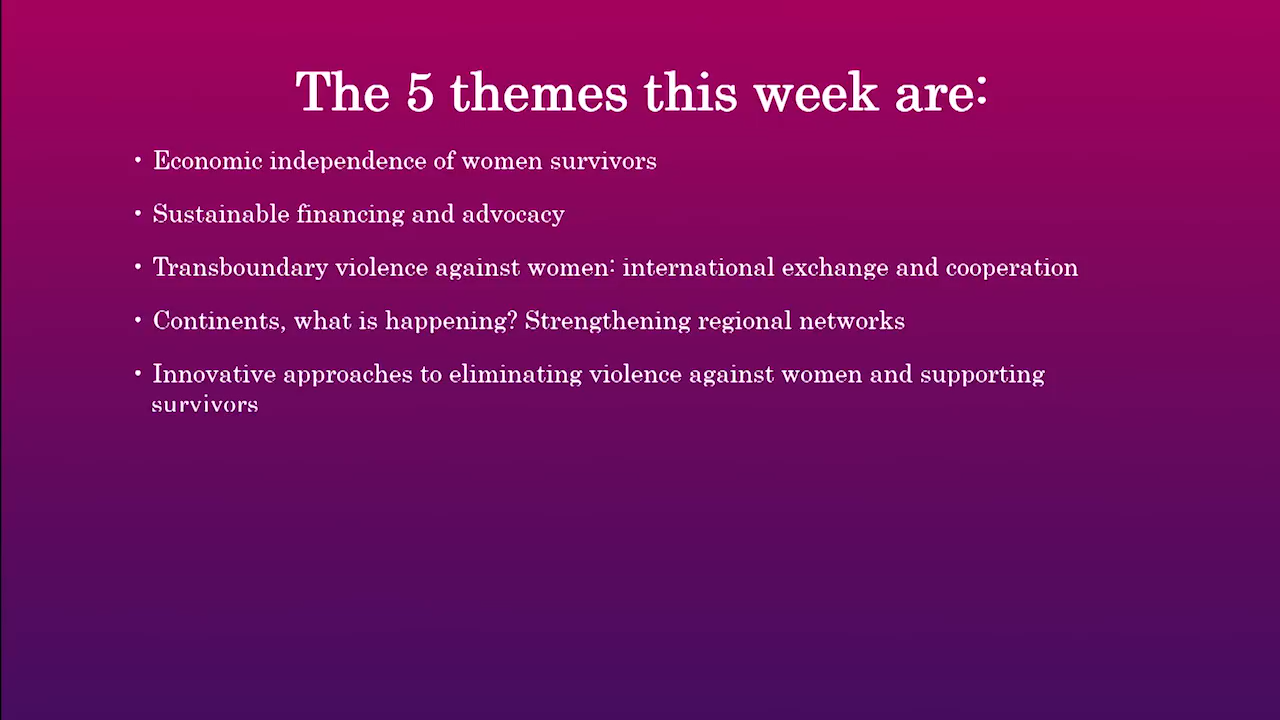 The 5 themes this week are:
• Economic independence of women survivors
• Sustainable financing and advocacy
• Transboundary violence against women: international exchange and cooperation
• Continents, what is happening? Strengthening regional networks
• Innovative approaches to eliminating violence against women and supporting
survivors